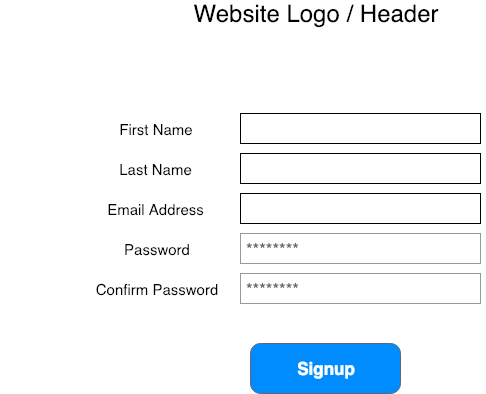 Website Logo / Header
First Name
Last Name
Email Address
Password ********
Confirm Password ********
Signup